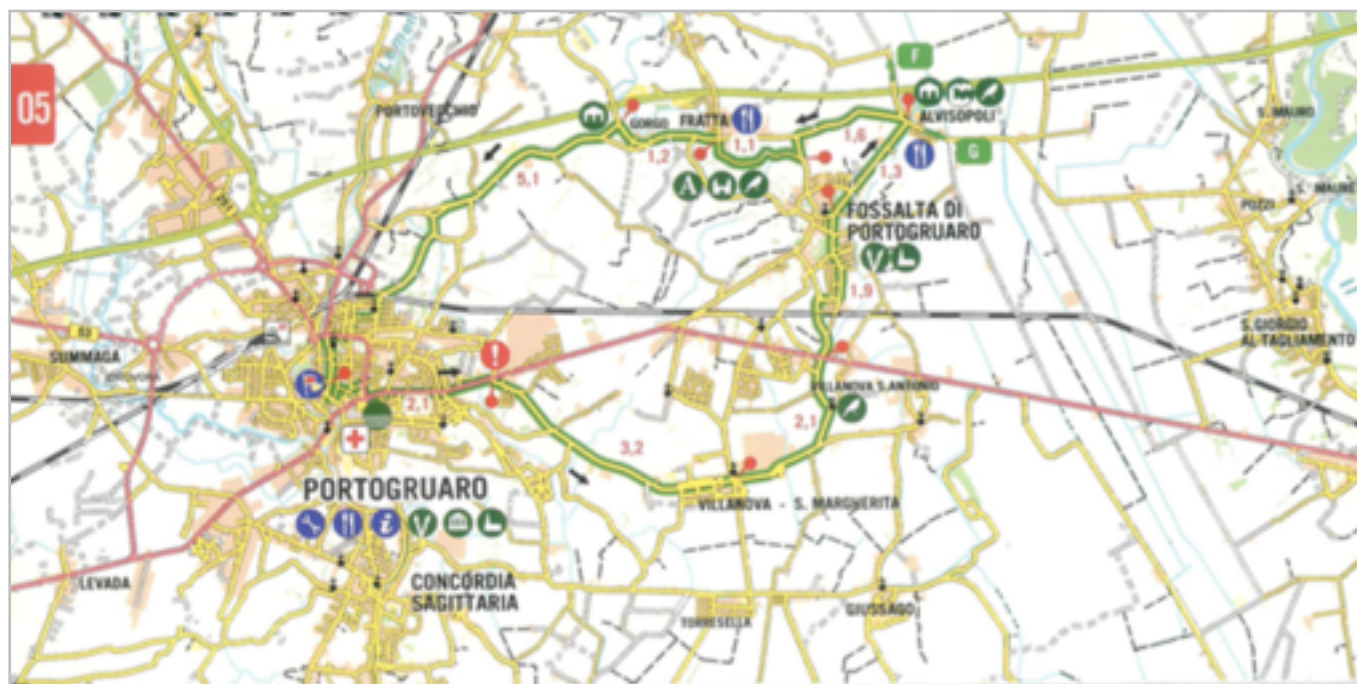 05
F
PORTOVECCHIO
GORGO
FRATTA
ALVISOPOLI
G
S. MAURO
1,2
1,1
1,6
1,3
5,1
S. MAURO
POZZI
FOSSALTA DI
PORTOGRUARO
1,9
53
SUMMAGA
S. GIORGIO
AL TAGLIAMENTO
!
VILLANOVA S. ANTONIO
P
2,1
2,1
3,2
PORTOGRUARO
VILLANOVA - S. MARGHERITA
i
LEVADA
CONCORDIA
SAGITTARIA
TORRESELLA
GIUSSAGO